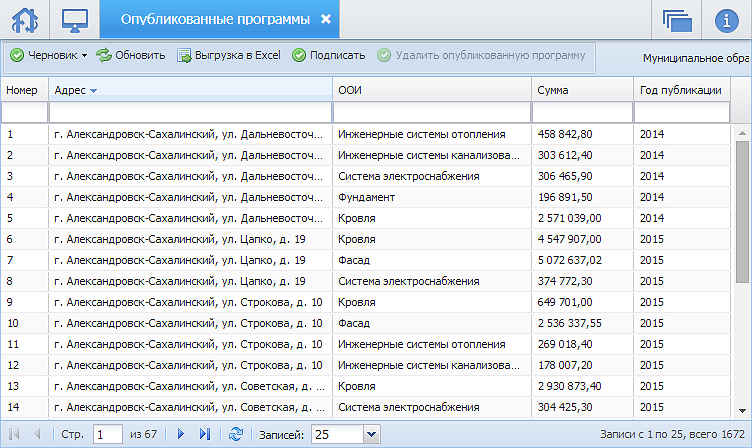 Опубликованные программы
Черновик Обновить Выгрузка в Excel Подписать Удалить опубликованную программу Муниципальное обра
Номер Адрес ООИ Сумма Год публикации
1 г. Александровск-Сахалинский, ул. Дальневосточ... Инженерные системы отопления 458 842,80 2014
2 г. Александровск-Сахалинский, ул. Дальневосточ... Инженерные системы канализова... 303 612,40 2014
3 г. Александровск-Сахалинский, ул. Дальневосточ... Система электроснабжения 306 465,90 2014
4 г. Александровск-Сахалинский, ул. Дальневосточ... Фундамент 196 891,50 2014
5 г. Александровск-Сахалинский, ул. Дальневосточ... Кровля 2 571 039,00 2014
6 г. Александровск-Сахалинский, ул. Цапко, д. 19 Кровля 4 547 907,00 2015
7 г. Александровск-Сахалинский, ул. Цапко, д. 19 Фасад 5 072 637,02 2015
8 г. Александровск-Сахалинский, ул. Цапко, д. 19 Система электроснабжения 374 772,30 2015
9 г. Александровск-Сахалинский, ул. Строкова, д. 10 Кровля 649 701,00 2015
10 г. Александровск-Сахалинский, ул. Строкова, д. 10 Фасад 2 536 337,55 2015
11 г. Александровск-Сахалинский, ул. Строкова, д. 10 Инженерные системы отопления 269 018,40 2015
12 г. Александровск-Сахалинский, ул. Строкова, д. 10 Инженерные системы канализова... 178 007,20 2015
13 г. Александровск-Сахалинский, ул. Советская, д. ... Кровля 2 930 873,40 2015
14 г. Александровск-Сахалинский, ул. Советская, д. ... Система электроснабжения 304 425,30 2015
Стр. 1 из 67 Записей: 25 Записи с 1 по 25, всего 1672